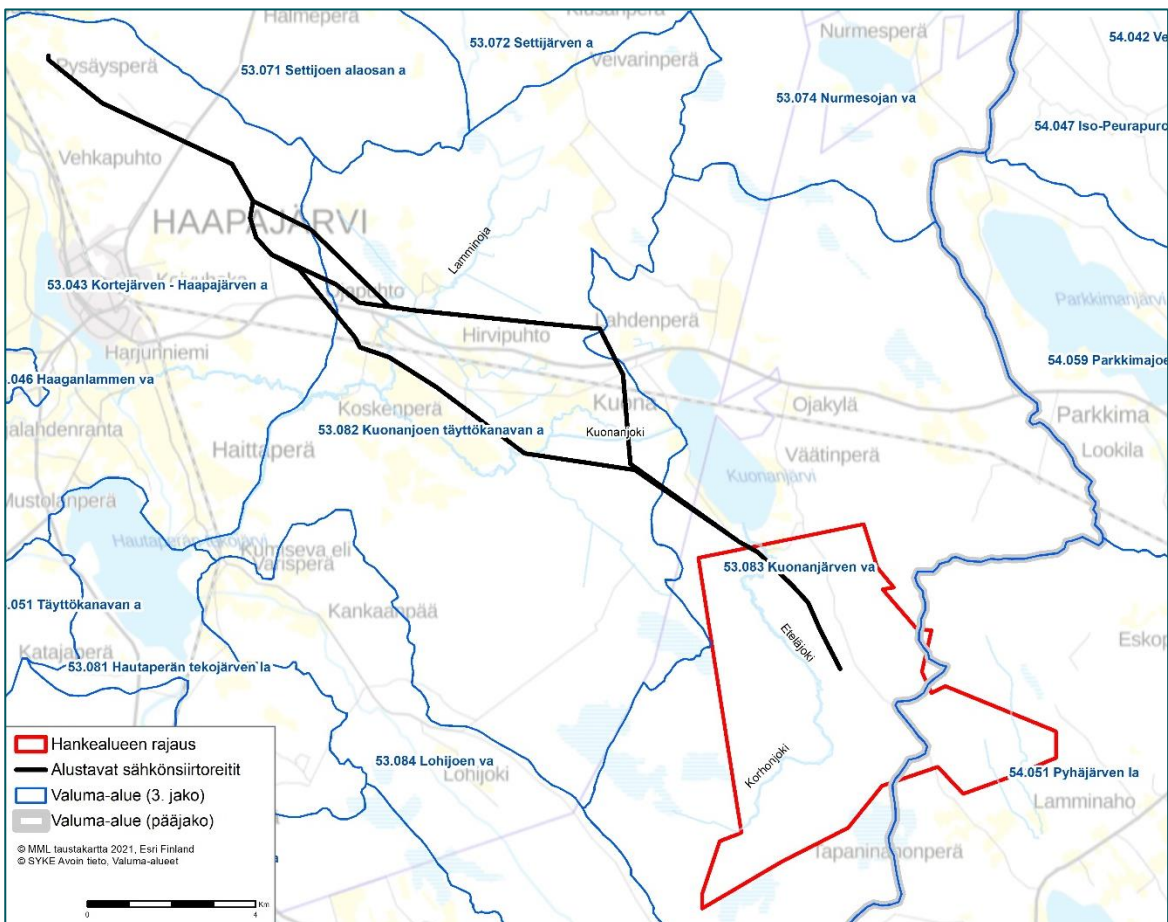 Halmeperä
Klusanperä
53.072 Settijärven a
Nurmesperä
54.042 Ve
Pysäysperä
53.071 Settijoen alaosan a
Veivarinperä
53.074 Nurmesojan va
54.047 Iso-Peurapuro
Vehkapuhto
HAAPAJÄRVI
Lamminoja
53.043 Kortejärven - Haapajärven a
Parkkimanjärvi
Lahdenperä
Hirvipuhto
Harjunniemi
54.059 Parkkimajoe
.046 Haaganlammen va
Kuona
Ojakylä
Koskenperä
Parkkima
alahdenranta
53.082 Kuonanjoen täyttökanavan a
Kuonanjoki
Haittaperä
Väätinperä
Lookila
Kuonanjärvi
Mustolanperä
Hautaperän tekojärvi
Kumiseva eli
Varisperä
53.083 Kuonanjärven va
.051 Täyttökanavan a
Kankaanpää
Eteläjoki
Eskop
Katajaperä
53.081 Hautaperän tekojärven la
53.084 Lohijoen va
Lohijoki
Korhonjoki
54.051 Pyhäjärven la
Lamminaho
Tapaninahonperä
Hankealueen rajaus
Alustavat sähkönsiirtoreitit
Valuma-alue (3. jako)
Valuma-alue (pääjako)
© MML taustakartta 2021, Esri Finland
© SYKE Avoin tieto, Valuma-alueet
Km
0 4